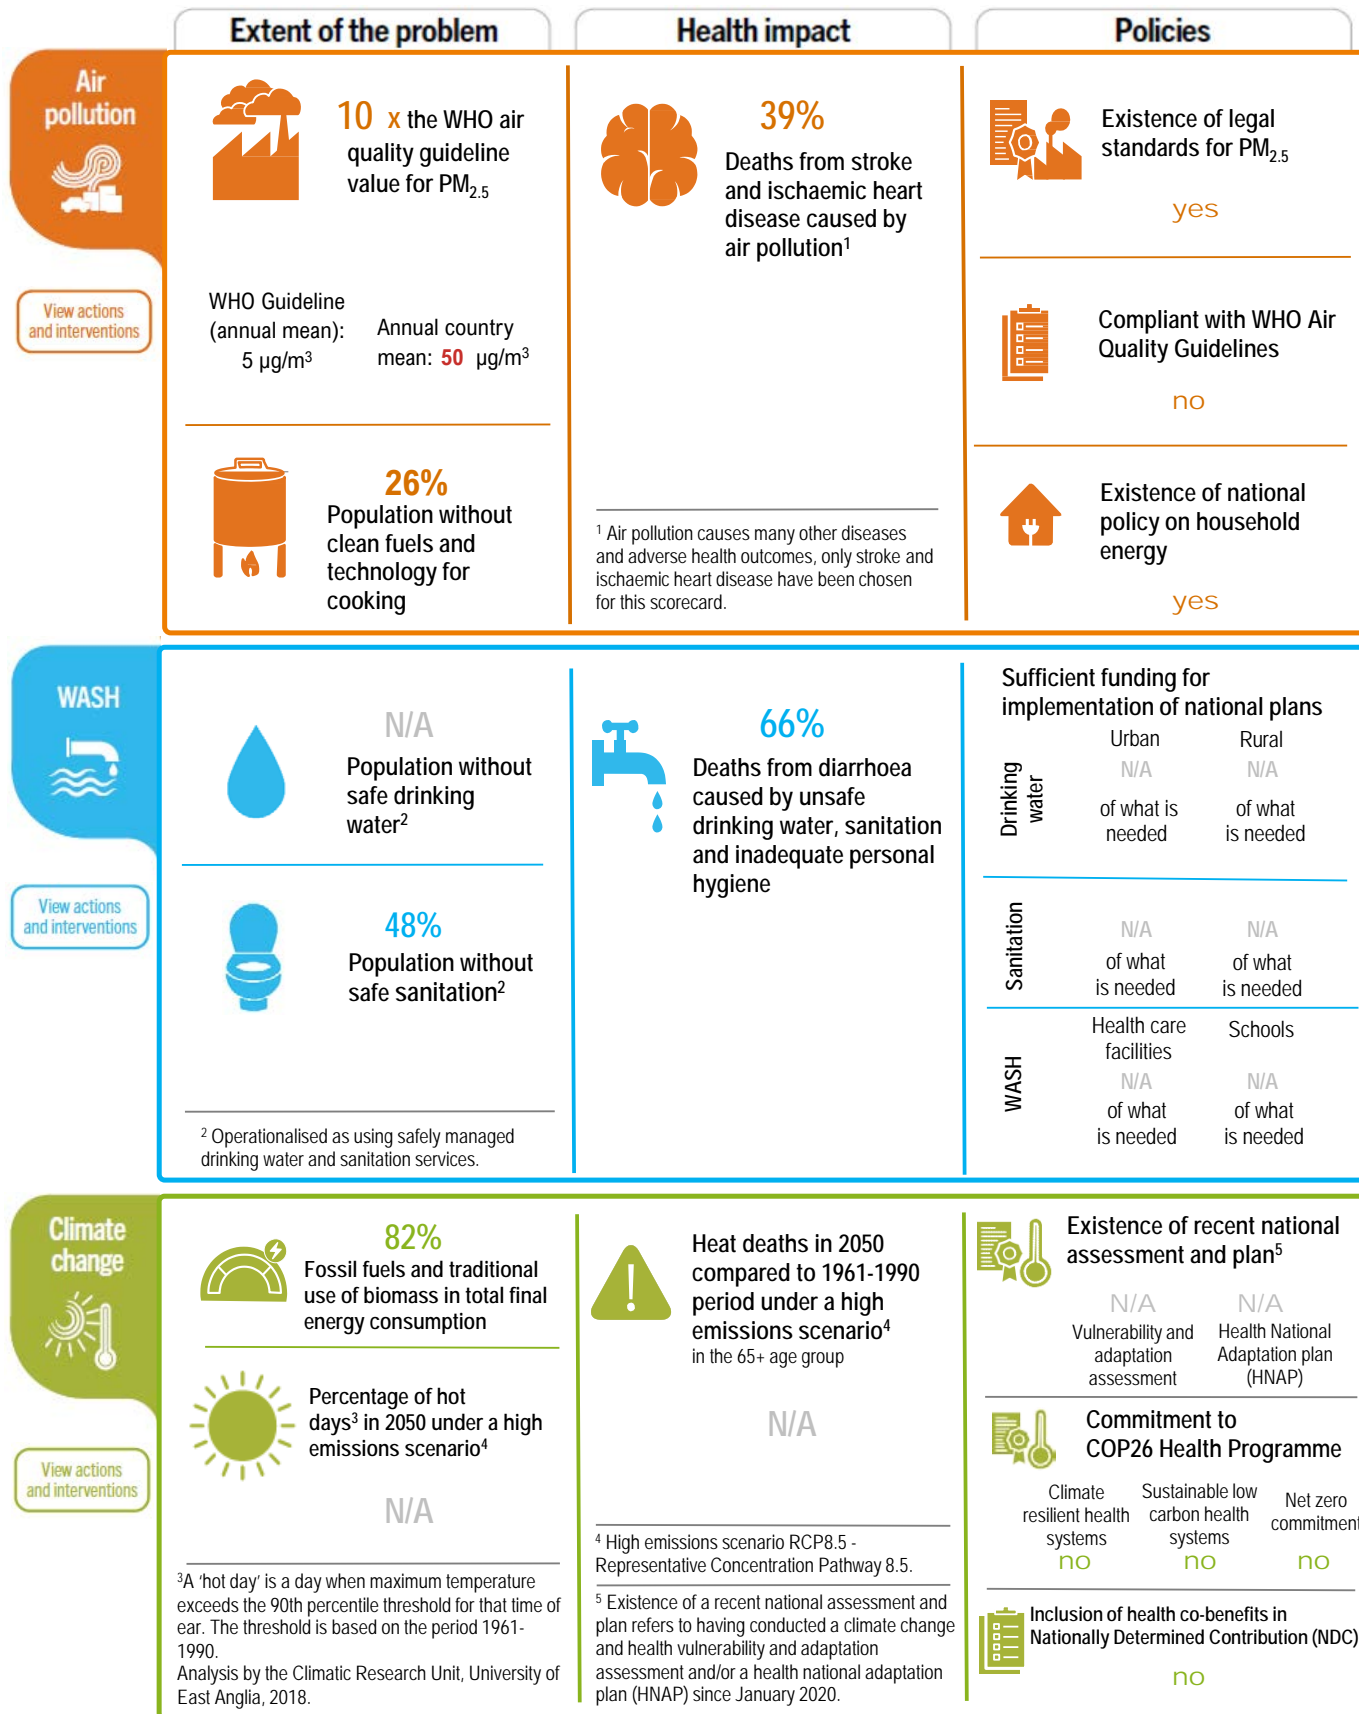 Extent of the problem
Health impact
Policies
Air
pollution
View actions
and interventions
10 x the WHO air
quality guideline
value for PM2.5
WHO Guideline
(annual mean):
5 µg/m³
Annual country
mean: 50 µg/m³
26%
Population without
clean fuels and
technology for
cooking
39%
Deaths from stroke
and ischaemic heart
disease caused by
air pollution¹
¹ Air pollution causes many other diseases
and adverse health outcomes, only stroke and
ischaemic heart disease have been chosen
for this scorecard.
Existence of legal
standards for PM2.5
yes
Compliant with WHO Air
Quality Guidelines
no
Existence of national
policy on household
energy
yes
WASH
View actions
and interventions
N/A
Population without
safe drinking
water²
48%
Population without
safe sanitation²
² Operationalised as using safely managed
drinking water and sanitation services.
66%
Deaths from diarrhoea
caused by unsafe
drinking water, sanitation
and inadequate personal
hygiene
Sufficient funding for
implementation of national plans
Urban
Rural
Drinking
water
N/A
N/A
of what is
needed
of what
is needed
Sanitation
N/A
N/A
of what
is needed
of what
is needed
WASH
Health care
facilities
Schools
N/A
N/A
of what
is needed
of what
is needed
Climate
change
View actions
and interventions
82%
Fossil fuels and traditional
use of biomass in total final
energy consumption
Percentage of hot
days³ in 2050 under a high
emissions scenario⁴
N/A
³A 'hot day' is a day when maximum temperature
exceeds the 90th percentile threshold for that time of
ear. The threshold is based on the period 1961-
1990.
Analysis by the Climatic Research Unit, University of
East Anglia, 2018.
Heat deaths in 2050
compared to 1961-1990
period under a high
emissions scenario⁴
in the 65+ age group
N/A
⁴ High emissions scenario RCP8.5 -
Representative Concentration Pathway 8.5.
⁵ Existence of a recent national assessment and
plan refers to having conducted a climate change
and health vulnerability and adaptation
assessment and/or a health national adaptation
plan (HNAP) since January 2020.
Existence of recent national
assessment and plan⁵
N/A
N/A
Vulnerability and
adaptation
assessment
Health National
Adaptation plan
(HNAP)
Commitment to
COP26 Health Programme
Climate
resilient health
systems
no
Sustainable low
carbon health
systems
no
Net zero
commitment
no
Inclusion of health co-benefits in
Nationally Determined Contribution (NDC)
no